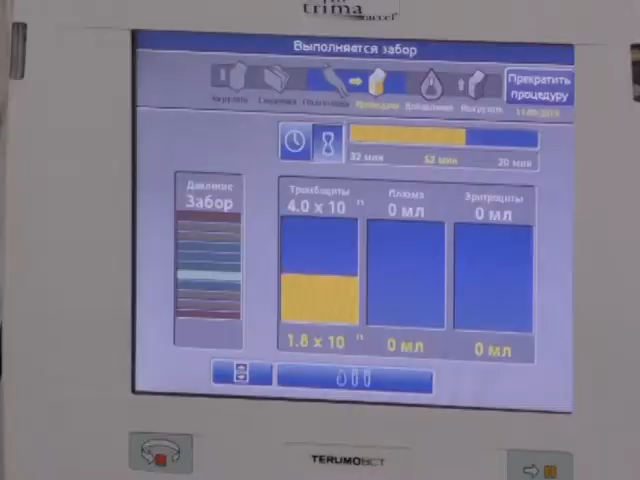 trima
accel
Выполняется забор
Прекратить
процедуру
32 мин
52 мин
20 мин
Давление
Забор
Тромбоциты
4.0 x 10 "
Плазма
0 мл
Эритроциты
0 мл
1.8 x 10 "
0 мл
0 мл
TERUMOBCT